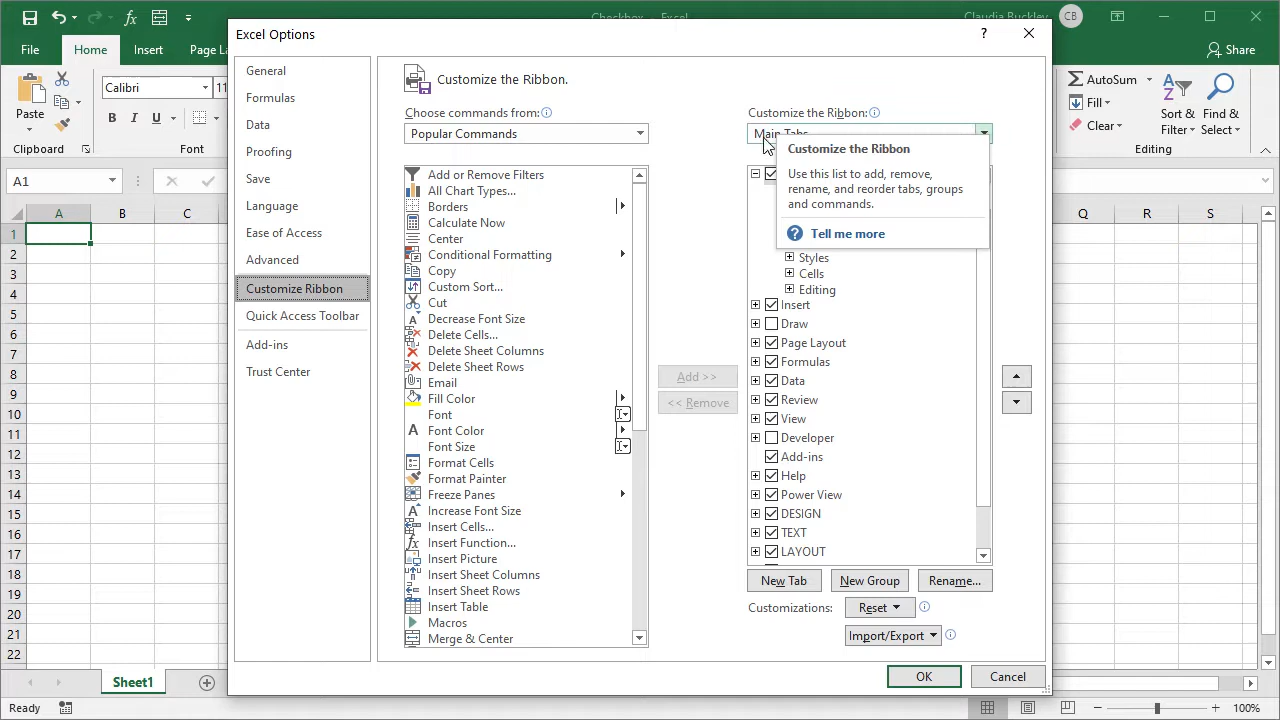 Checkbox - Excel
Claudia Buckley
CB
File
Home
Insert
Page L
Share
Paste
Clipboard
Calibri
11
B I U
Font
AutoSum
Fill
Clear
Sort &
Filter
Find &
Select
Editing
A1
A B C Q R S
1
2
3
4
5
6
7
8
9
10
11
12
13
14
15
16
17
18
19
20
21
22
Excel Options
?
General
Formulas
Data
Proofing
Save
Language
Ease of Access
Advanced
Customize Ribbon
Quick Access Toolbar
Add-ins
Trust Center
Customize the Ribbon.
Choose commands from:
Popular Commands
Add or Remove Filters
All Chart Types...
Borders
Calculate Now
Center
Conditional Formatting
Copy
Custom Sort...
Cut
Decrease Font Size
Delete Cells...
Delete Sheet Columns
Delete Sheet Rows
Email
Fill Color
Font
Font Color
Font Size
Format Cells
Format Painter
Freeze Panes
Increase Font Size
Insert Cells...
Insert Function...
Insert Picture
Insert Sheet Columns
Insert Sheet Rows
Insert Table
Macros
Merge & Center
Add >>
<< Remove
Customize the Ribbon:
Main Tabs
Customize the Ribbon
Use this list to add, remove,
rename, and reorder tabs, groups
and commands.
Tell me more
Styles
Cells
Editing
Insert
Draw
Page Layout
Formulas
Data
Review
View
Developer
Add-ins
Help
Power View
DESIGN
TEXT
LAYOUT
New Tab
New Group
Rename...
Customizations:
Reset
Import/Export
OK
Cancel
Sheet1
Ready
100%